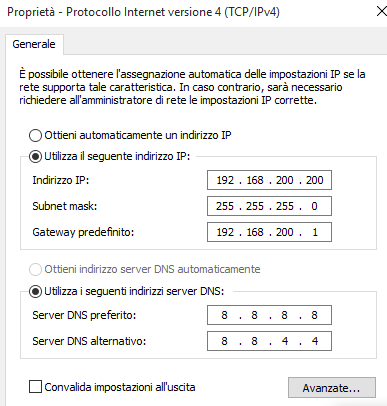 Proprietà - Protocollo Internet versione 4 (TCP/IPv4)
Generale
È possibile ottenere l'assegnazione automatica delle impostazioni IP se la
rete supporta tale caratteristica. In caso contrario, sarà necessario
richiedere all'amministratore di rete le impostazioni IP corrette.
Ottieni automaticamente un indirizzo IP
Utilizza il seguente indirizzo IP:
Indirizzo IP: 192 . 168 . 200 . 200
Subnet mask: 255 . 255 . 255 . 0
Gateway predefinito: 192 . 168 . 200 . 1
Ottieni indirizzo server DNS automaticamente
Utilizza i seguenti indirizzi server DNS:
Server DNS preferito: 8 . 8 . 8 . 8
Server DNS alternativo: 8 . 8 . 4 . 4
Convalida impostazioni all'uscita
Avanzate...